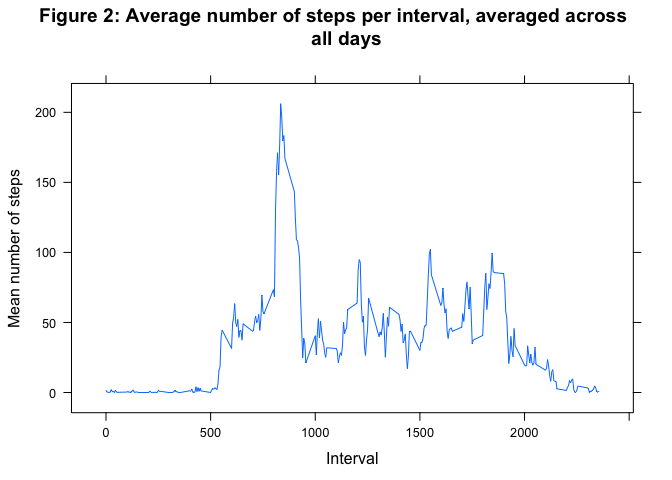 Figure 2: Average number of steps per interval, averaged across
all days
Mean number of steps
200
150
100
50
0
0 500 1000 1500 2000
Interval